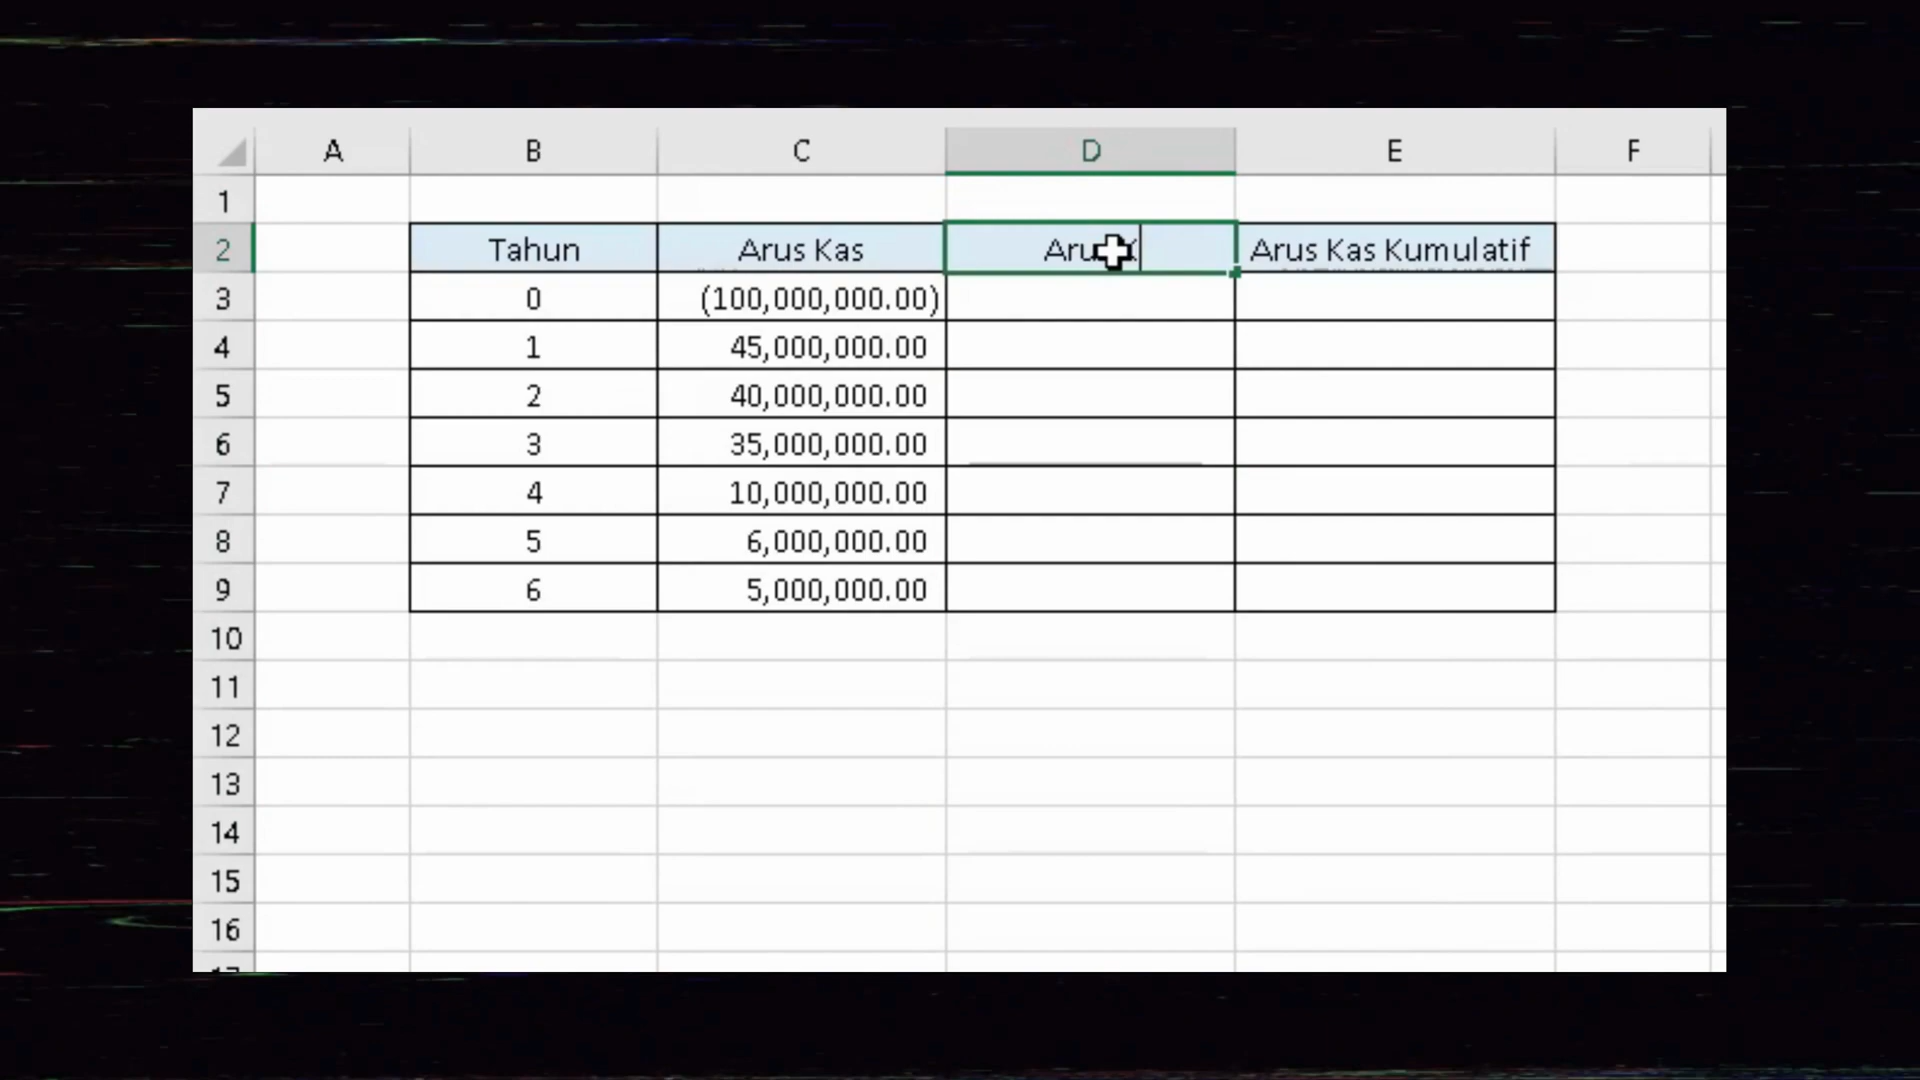 A B C D E F
1
2 Tahun Arus Kas Arus Kas Kumulatif
3 0 (100,000,000.00)
4 1 45,000,000.00
5 2 40,000,000.00
6 3 35,000,000.00
7 4 10,000,000.00
8 5 6,000,000.00
9 6 5,000,000.00
10
11
12
13
14
15
16